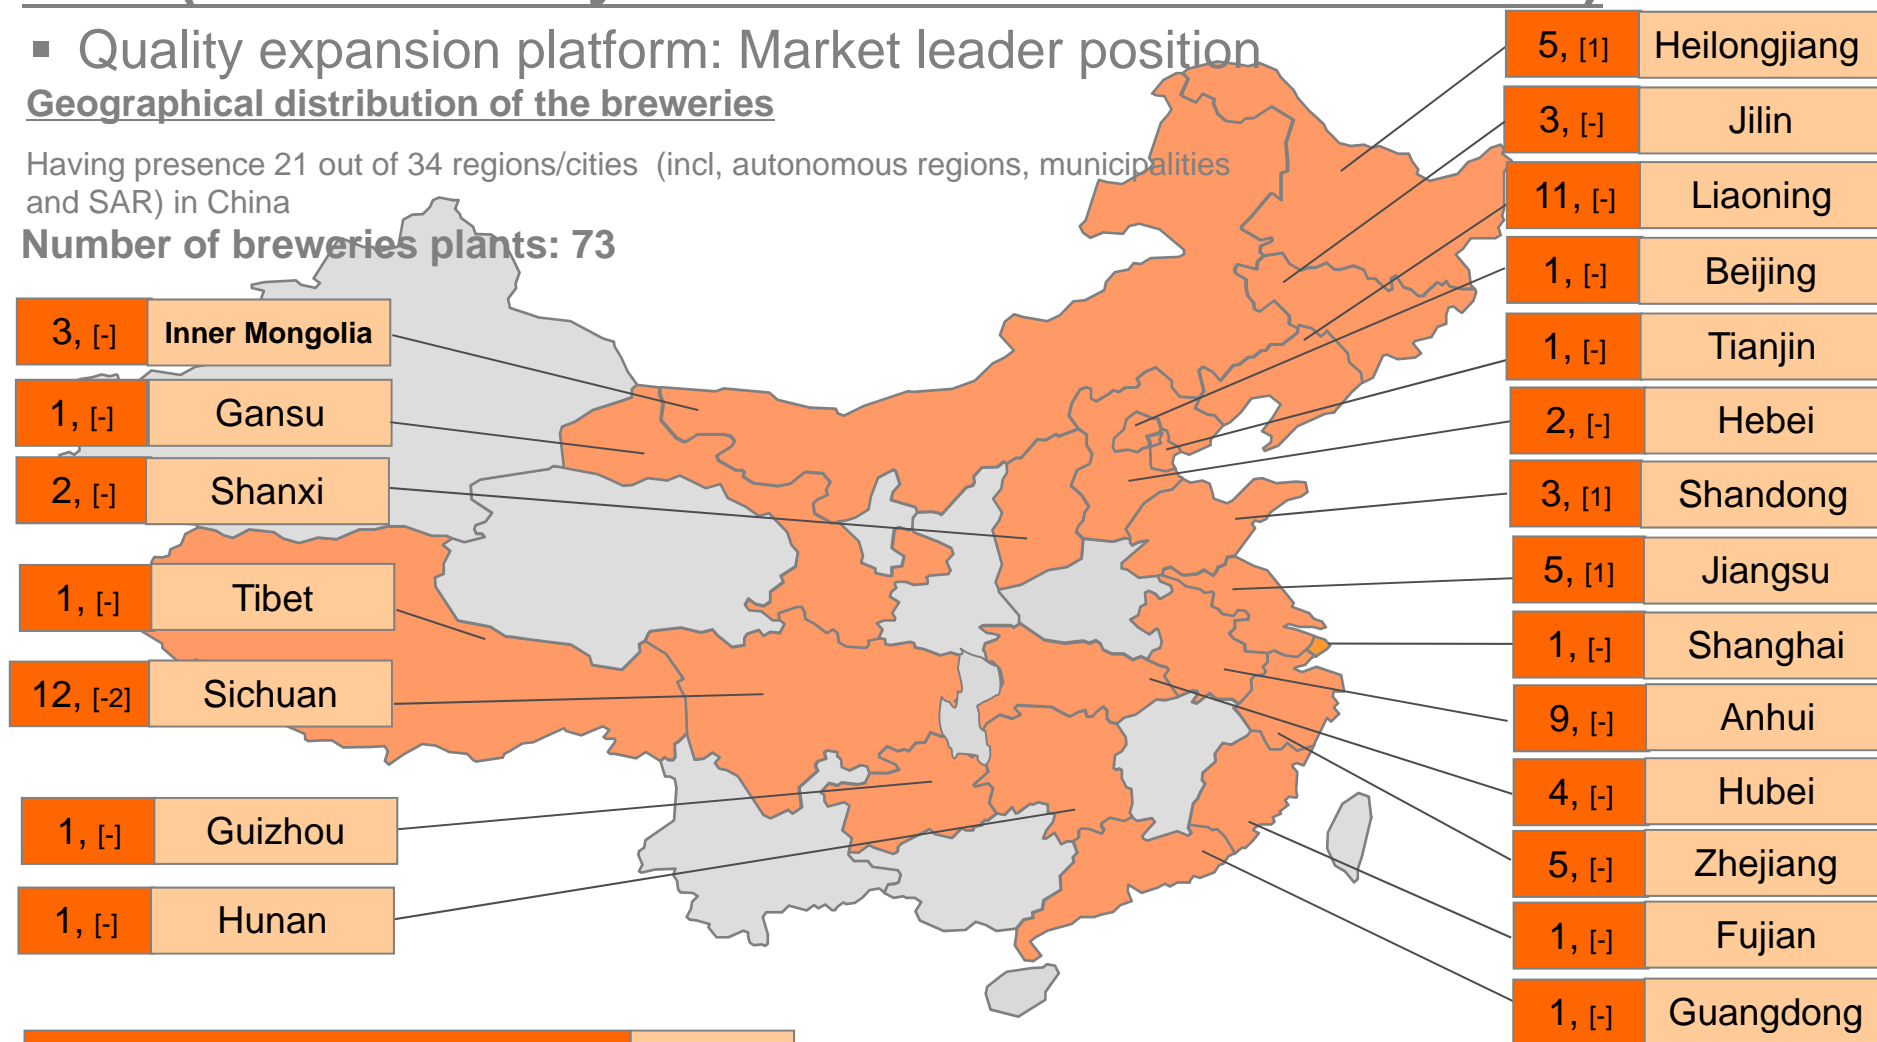 ▪ Quality expansion platform: Market leader position
Geographical distribution of the breweries
Having presence 21 out of 34 regions/cities (incl, autonomous regions, municipalities
and SAR) in China
Number of breweries plants: 73
3, [-] Inner Mongolia
1, [-] Gansu
2, [-] Shanxi
1, [-] Tibet
12, [-2] Sichuan
1, [-] Guizhou
1, [-] Hunan
5, [1] Heilongjiang
3, [-] Jilin
11, [-] Liaoning
1, [-] Beijing
1, [-] Tianjin
2, [-] Hebei
3, [1] Shandong
5, [1] Jiangsu
1, [-] Shanghai
9, [-] Anhui
4, [-] Hubei
5, [-] Zhejiang
1, [-] Fujian
1, [-] Guangdong